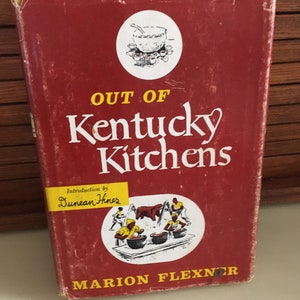 OUT OF
Kentucky
Kitchens
Introduction by
Duncan Hines
MARION FLEXNER